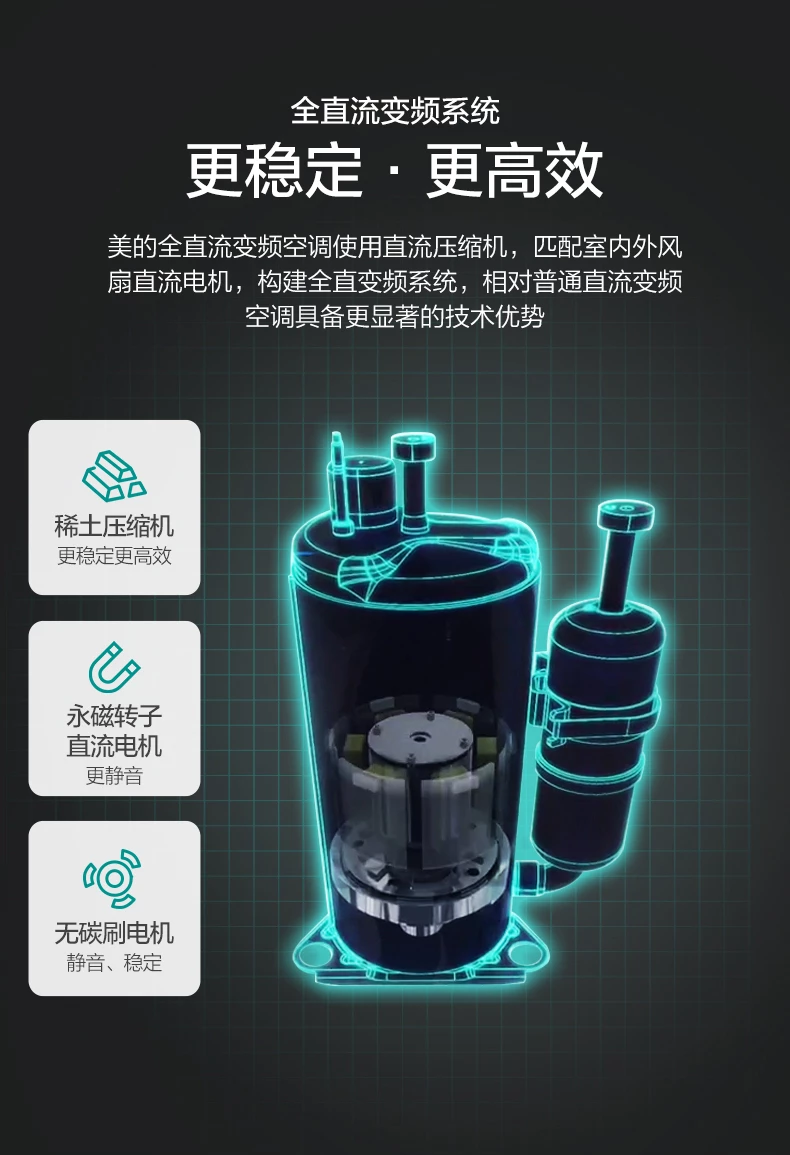 全直流变频系统
更稳定·更高效
美的全直流变频空调使用直流压缩机，匹配室内外风
扇直流电机，构建全直变频系统，相对普通直流变频
空调具备更显著的技术优势
稀土压缩机
更稳定更高效
永磁转子
直流电机
更静音
无碳刷电机
静音、稳定